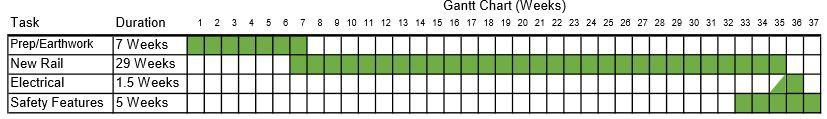 Gantt Chart (Weeks)
Task Duration 1 2 3 4 5 6 7 8 9 10 11 12 13 14 15 16 17 18 19 20 21 22 23 24 25 26 27 28 29 30 31 32 33 34 35 36 37
Prep/Earthwork 7 Weeks
New Rail 29 Weeks
Electrical 1.5 Weeks
Safety Features 5 Weeks